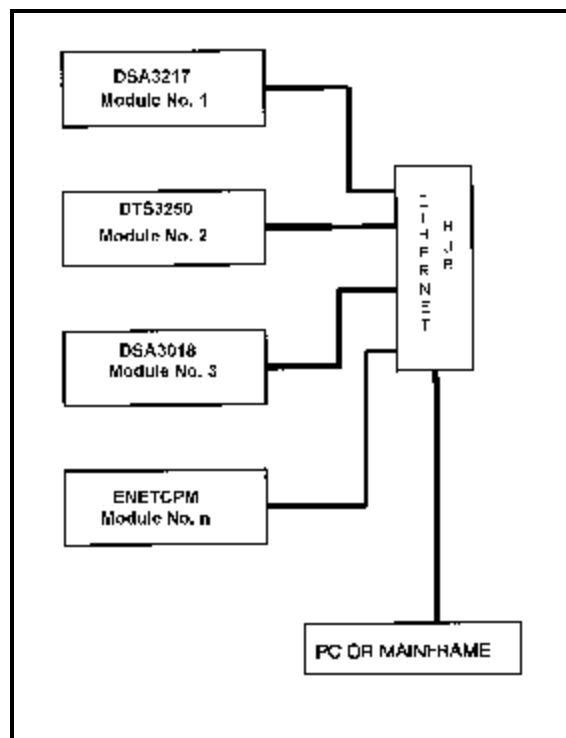 DSA3217
Module No. 1
DTS3250
Module No. 2
DSA3018
Module No. 3
ENETCPM
Module No. n
ETHERNET
HUB
PC OR MAINFRAME